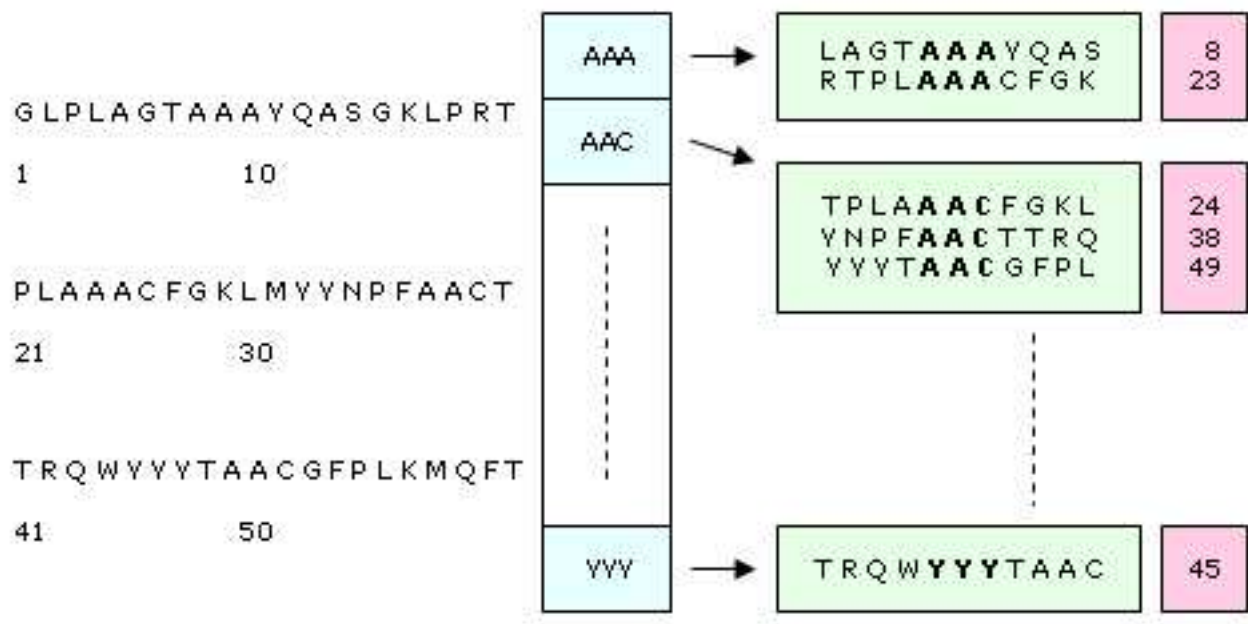 GLPLAGTAAAYQASGKLPRT
1 10
PLAAACFGKLMYYNPFAACT
21 30
TRQWYYYTAACGFPLKMQFT
41 50
AAA
AAC
YYY
LAGTAAAYQAS 8
RTPLAAACFGK 23
TPLAAACFGKL 24
YNPFAACTTRQ 38
YYYTAACGFPL 49
TRQWYYYTAAC 45